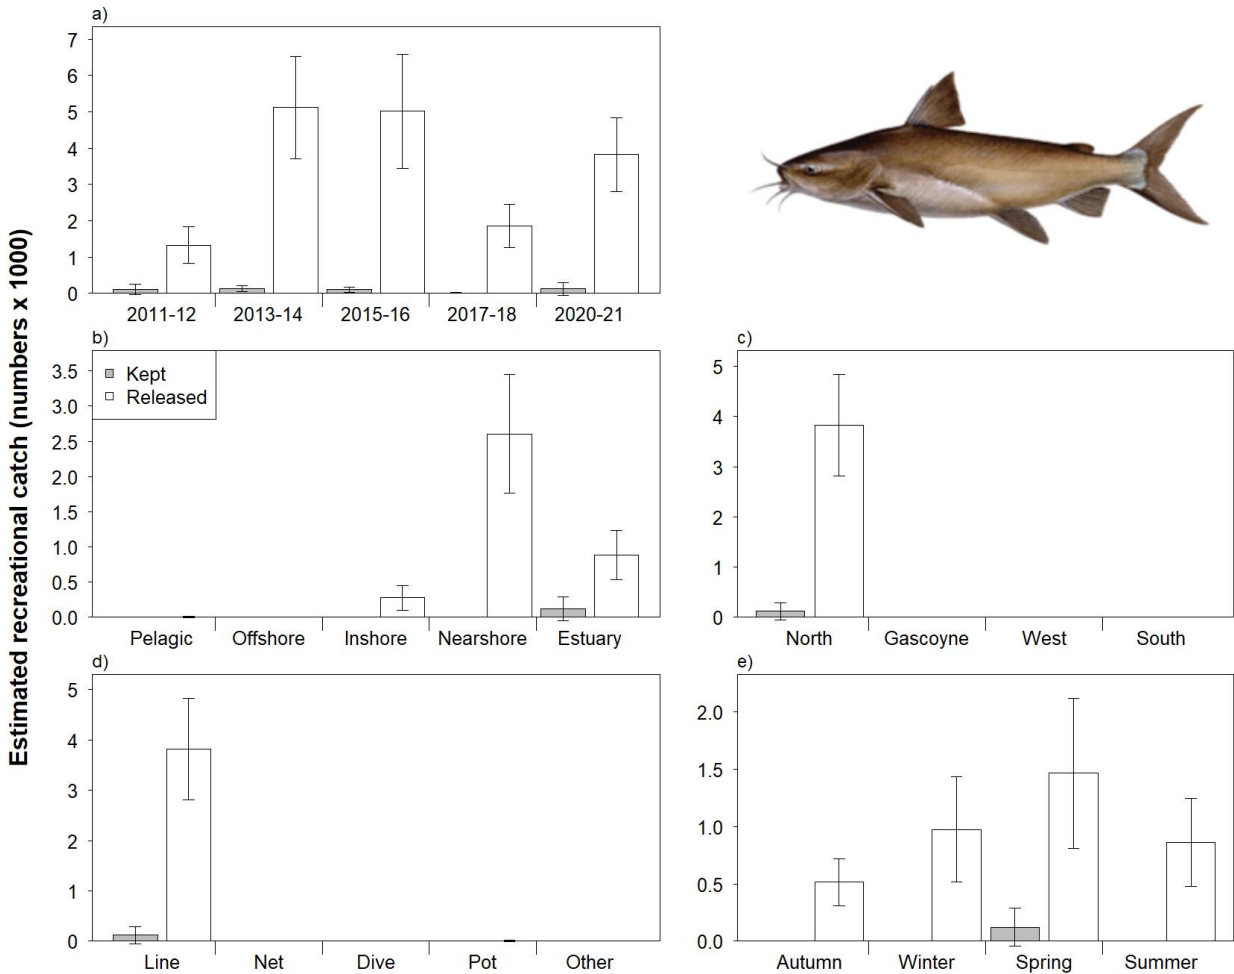 Estimated recreational catch (numbers x 1000)
a)
7
6
5
4
3
2
1
0
2011-12 2013-14 2015-16 2017-18 2020-21
b)
Kept
Released
3.5
3.0
2.5
2.0
1.5
1.0
0.5
0.0
Pelagic Offshore Inshore Nearshore Estuary
c)
5
4
3
2
1
0
North Gascoyne West South
d)
5
4
3
2
1
0
Line Net Dive Pot Other
e)
2.0
1.5
1.0
0.5
0.0
Autumn Winter Spring Summer